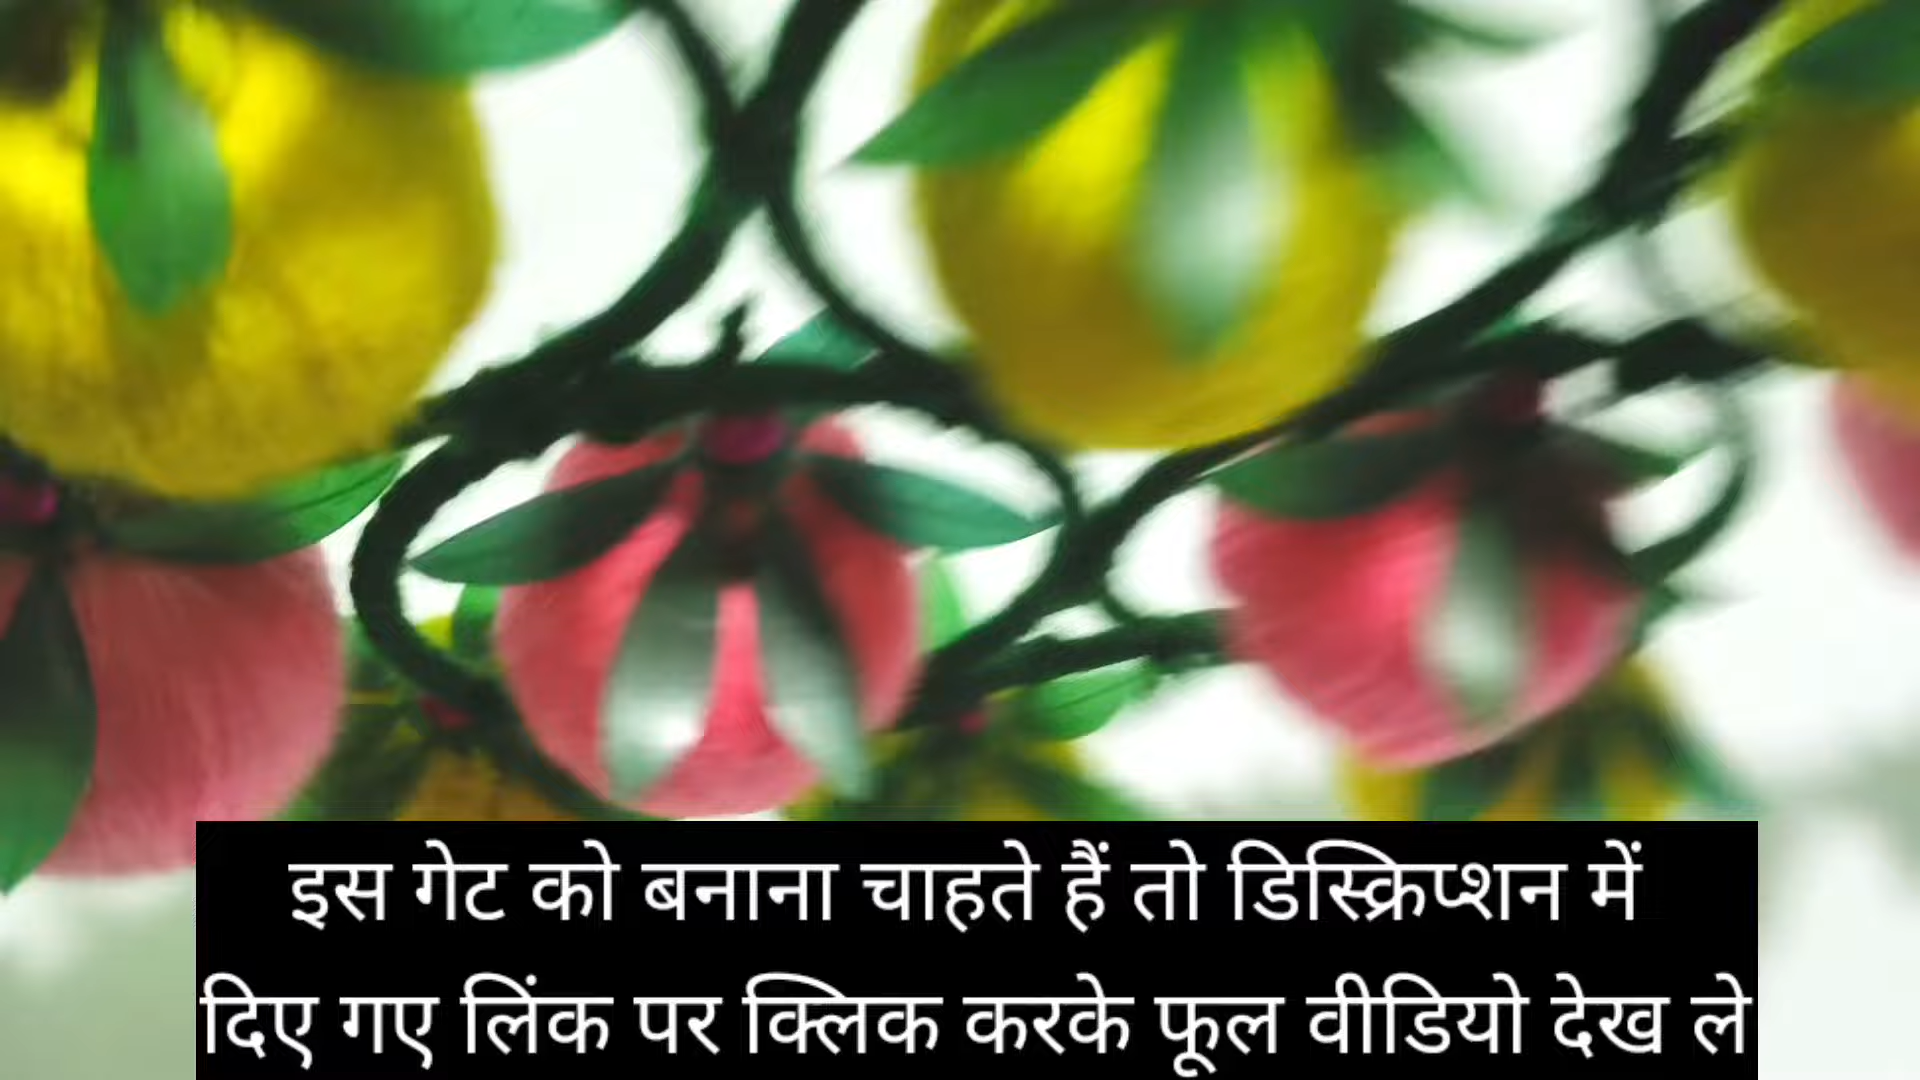 इस गेट को बनाना चाहते हैं तो डिस्क्रिप्शन में
दिए गए लिंक पर क्लिक करके फूल वीडियो देख ले